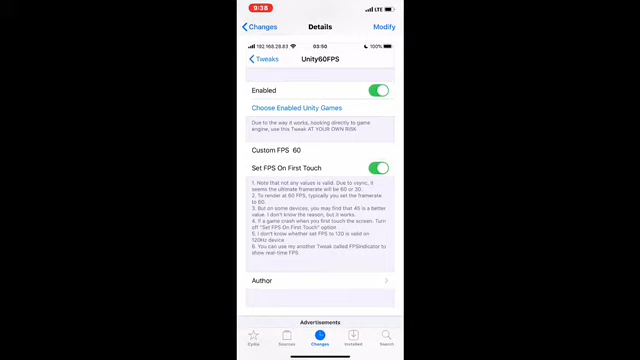 9:38
LTE
Changes
Details
Modify
192.168.28.83
03:50
100%
Tweaks
Unity60FPS
Enabled
Choose Enabled Unity Games
Due to the way it works, hooking directly to game
engine, use this Tweak AT YOUR OWN RISK
Custom FPS 60
Set FPS On First Touch
1. Note that not any values is valid. Due to vsync, it
seems the ultimate framerate will be 60 or 30.
2. To render at 60 FPS, typically you set the framerate
to 60.
3. But on some devices, you may find that 45 is a better
value. I don't know the reason, but it works.
4. If a game crash when you first touch the screen. Turn
off "Set FPS On First Touch" option
5. I don't know whether set FPS to 120 is valid on
120Hz device
6. You can use my another Tweak called FPSIndicator to
show real-time FPS
Author
Advertisements
Cydia
Sources
Changes
Installed
Search